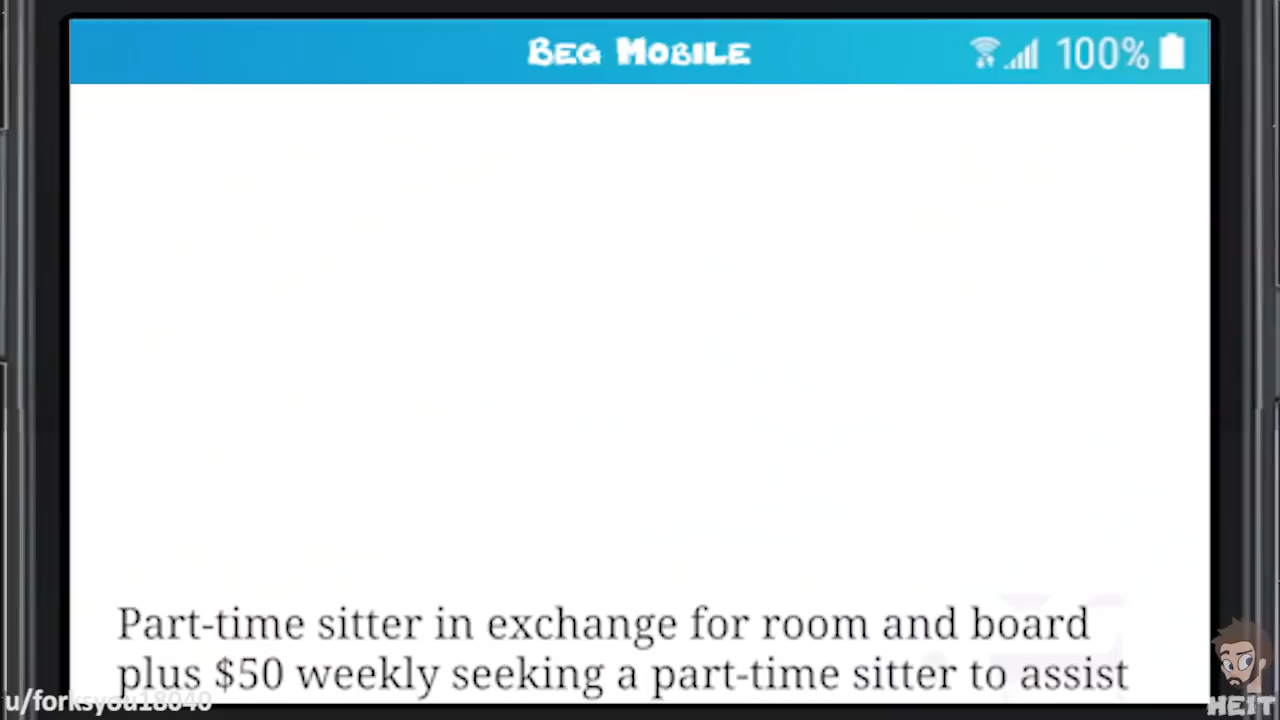 Beg Mobile
100%
Part-time sitter in exchange for room and board
plus $50 weekly seeking a part-time sitter to assist
u/forksyou18040
HEIT